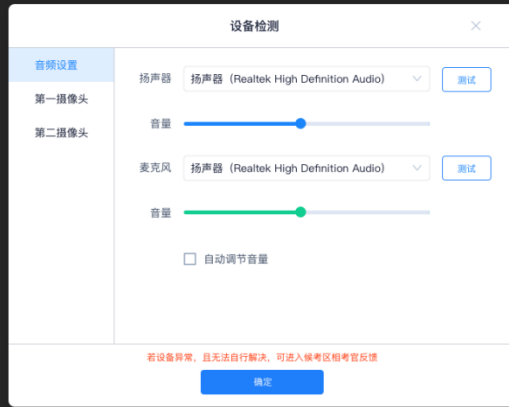 设备检测
音频设置
第一摄像头
第二摄像头
扬声器 扬声器（Realtek High Definition Audio） 测试
音量
麦克风 扬声器（Realtek High Definition Audio） 测试
音量
自动调节音量
若设备异常，且无法自行解决，可进入候考区相考官反馈
确定